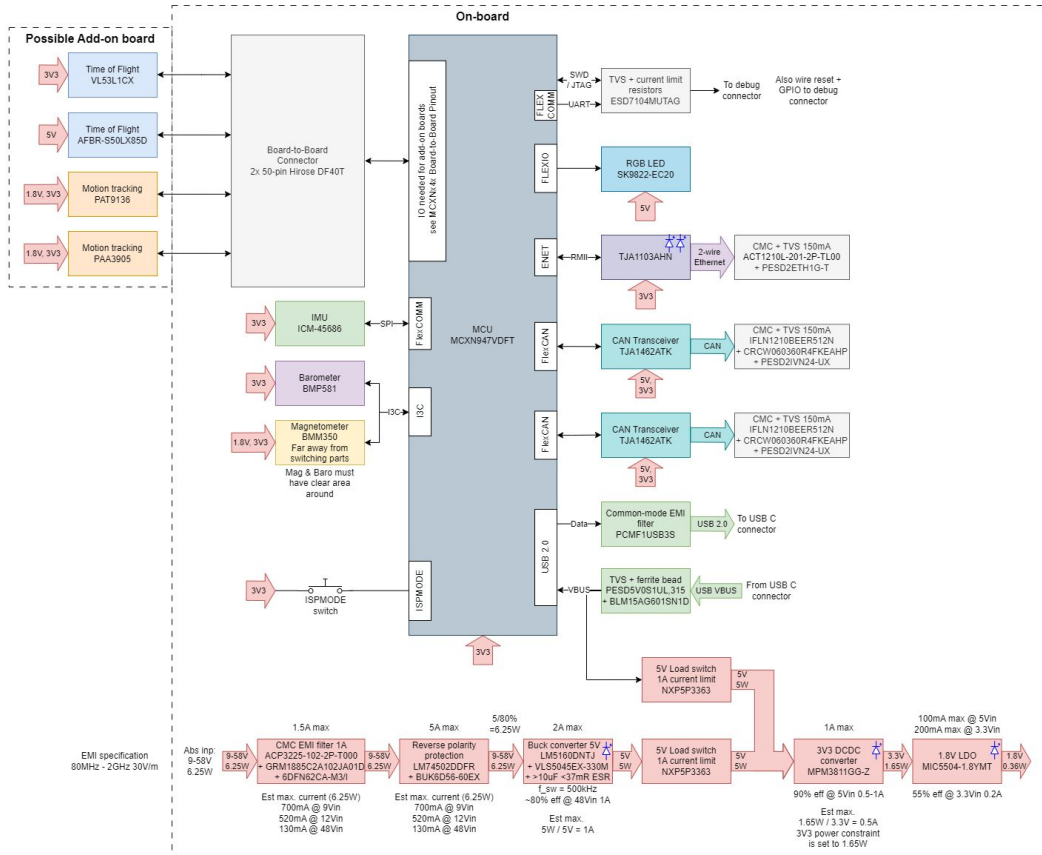 On-board
Possible Add-on board
3V3
Time of Flight
VL53L1CX
5V
Time of Flight
AFBR-S50LX85D
1.8V, 3V3
Motion tracking
PAT9136
1.8V, 3V3
Motion tracking
PAA3905
Board-to-Board
Connector
2x 50-pin Hirose DF40T
IO needed for add-on boards
see MCXNx4x Board-to-Board Pinout
MCU
MCXN947VDFT
FLEX
COMM
SWD
/ JTAG
UART
TVS + current limit
resistors
ESD7104MUTAG
To debug
connector
Also wire reset +
GPIO to debug
connector
FLEXIO
RGB LED
SK9822-EC20
5V
ENET
RMII
TJA1103AHN
3V3
2-wire
Ethernet
CMC + TVS 150mA
ACT1210L-201-2P-TL00
+ PESD2ETH1G-T
3V3
IMU
ICM-45686
SPI
FlexCOMM
FlexCAN
CAN Transceiver
TJA1462ATK
5V,
3V3
CAN
CMC + TVS 150mA
IFLN1210BEER512N
+ CRCW060360R4FKEAHP
+ PESD2IVN24-UX
3V3
Barometer
BMP581
1.8V, 3V3
Magnetometer
BMM350
Far away from
switching parts
Mag & Baro must
have clear area
around
I3C
I3C
FlexCAN
CAN Transceiver
TJA1462ATK
5V,
3V3
CAN
CMC + TVS 150mA
IFLN1210BEER512N
+ CRCW060360R4FKEAHP
+ PESD2IVN24-UX
USB 2.0
Data
Common-mode EMI
filter
PCMF1USB3S
USB 2.0
To USB C
connector
VBUS
TVS + ferrite bead
PESD5V0S1UL,315
+ BLM15AG601SN1D
USB VBUS
From USB C
connector
3V3
ISPMODE
switch
ISPMODE
3V3
5V Load switch
1A current limit
NXP5P3363
5V
5W
EMI specification
80MHz - 2GHz 30V/m
Abs inp:
9-58V
6.25W
9-58V
6.25W
1.5A max
CMC EMI filter 1A
ACP3225-102-2P-T000
+ GRM1885C2A102JA01D
+ 6DFN62CA-M3/I
Est max. current (6.25W)
700mA @ 9Vin
520mA @ 12Vin
130mA @ 48Vin
9-58V
6.25W
5A max
Reverse polarity
protection
LM74502DDFR
+ BUK6D56-60EX
Est max. current (6.25W)
700mA @ 9Vin
520mA @ 12Vin
130mA @ 48Vin
5/80%
=6.25W
9-58V
6.25W
2A max
Buck converter 5V
LM5160DNTJ
+ VLS5045EX-330M
+ >10uF <37mR ESR
f_sw = 500kHz
~80% eff @ 48Vin 1A
Est max.
5W / 5V = 1A
5V
5W
5V Load switch
1A current limit
NXP5P3363
5V
5W
1A max
3V3 DCDC
converter
MPM3811GG-Z
90% eff @ 5Vin 0.5-1A
Est max.
1.65W / 3.3V = 0.5A
3V3 power constraint
is set to 1.65W
3.3V
1.65W
100mA max @ 5Vin
200mA max @ 3.3Vin
1.8V LDO
MIC5504-1.8YMT
55% eff @ 3.3Vin 0.2A
1.8V
0.36W